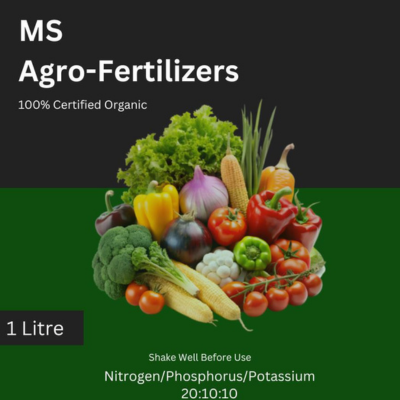 MS
Agro-Fertilizers
100% Certified Organic
1 Litre
Shake Well Before Use
Nitrogen/Phosphorus/Potassium
20:10:10